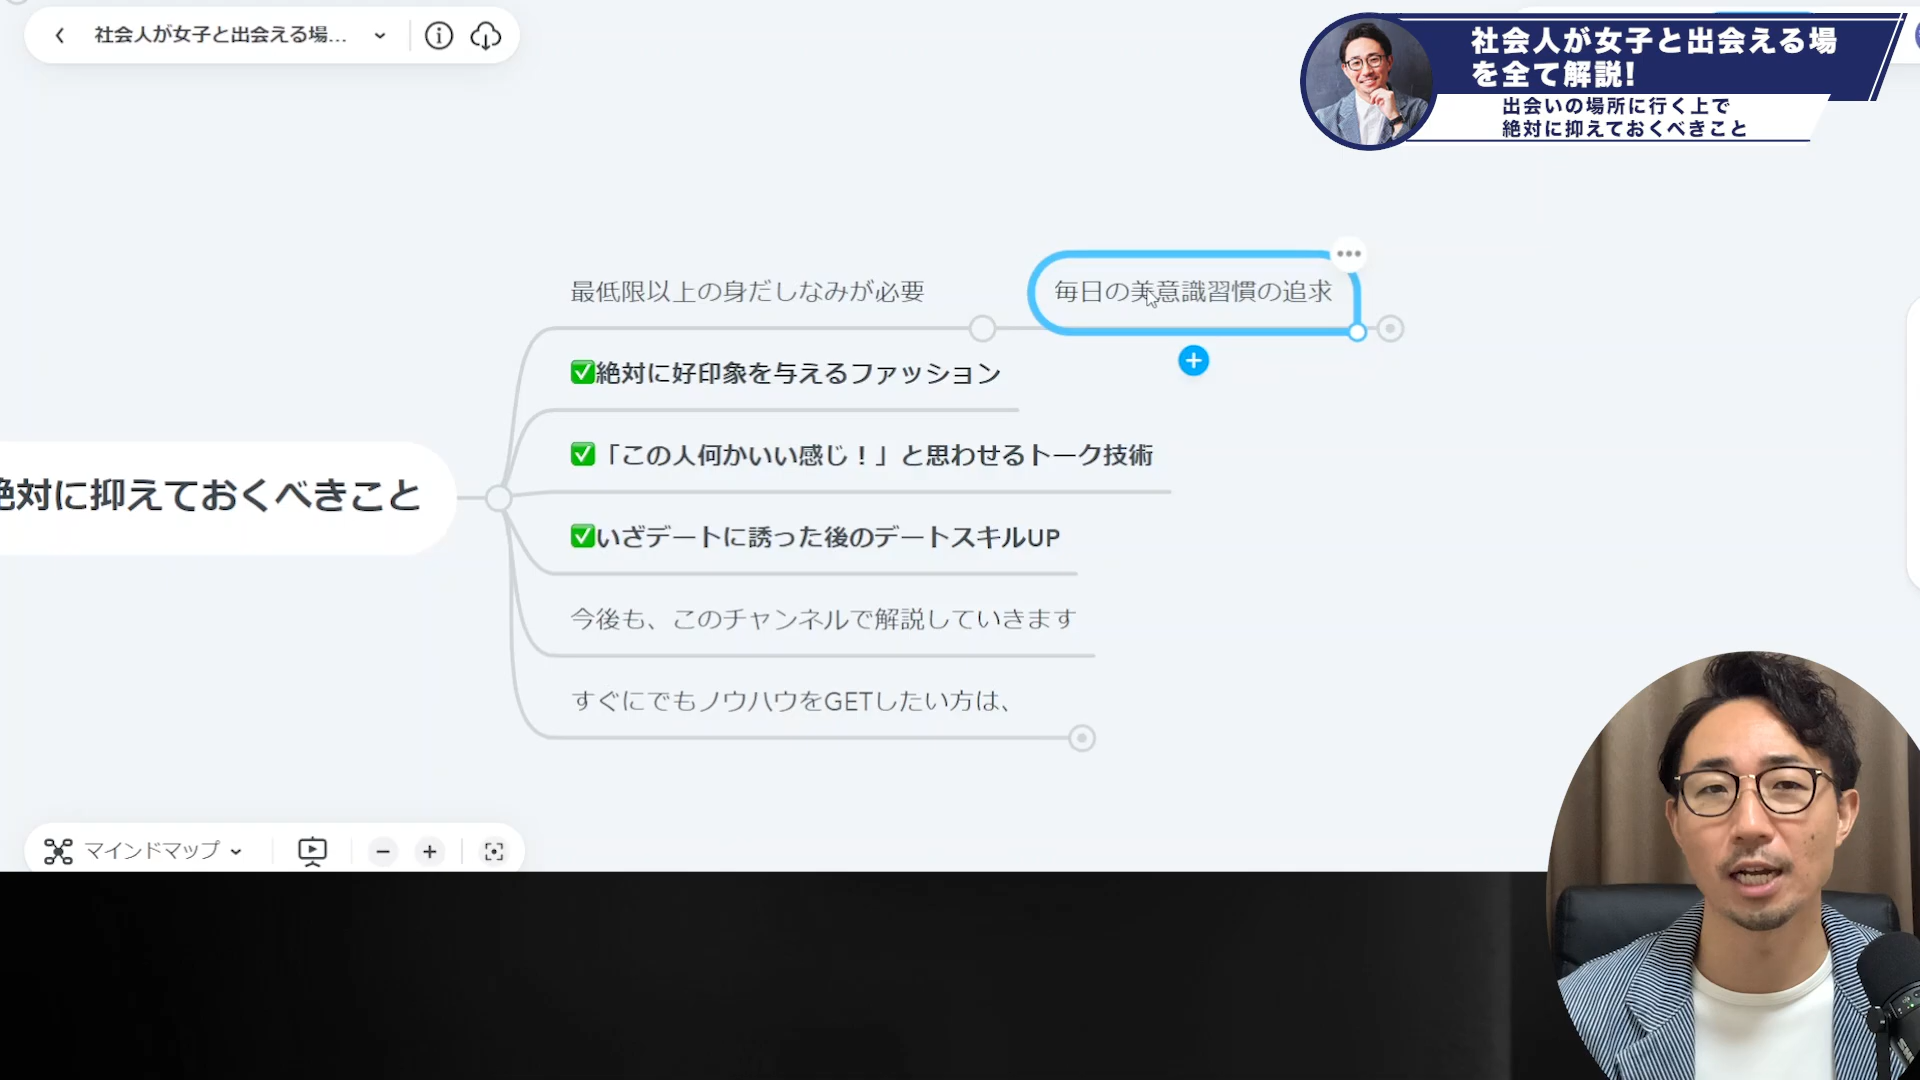 社会人が女子と出会える場...
社会人が女子と出会える場
を全て解説!
出会いの場所に行く上で
絶対に抑えておくべきこと
最低限以上の身だしなみが必要
毎日の美意識習慣の追求
✅絶対に好印象を与えるファッション
✅「この人何かいい感じ！」と思わせるトーク技術
絶対に抑えておくべきこと
✅いざデートに誘った後のデートスキルUP
今後も、このチャンネルで解説していきます
すぐにでもノウハウをGETしたい方は、
マインドマップ